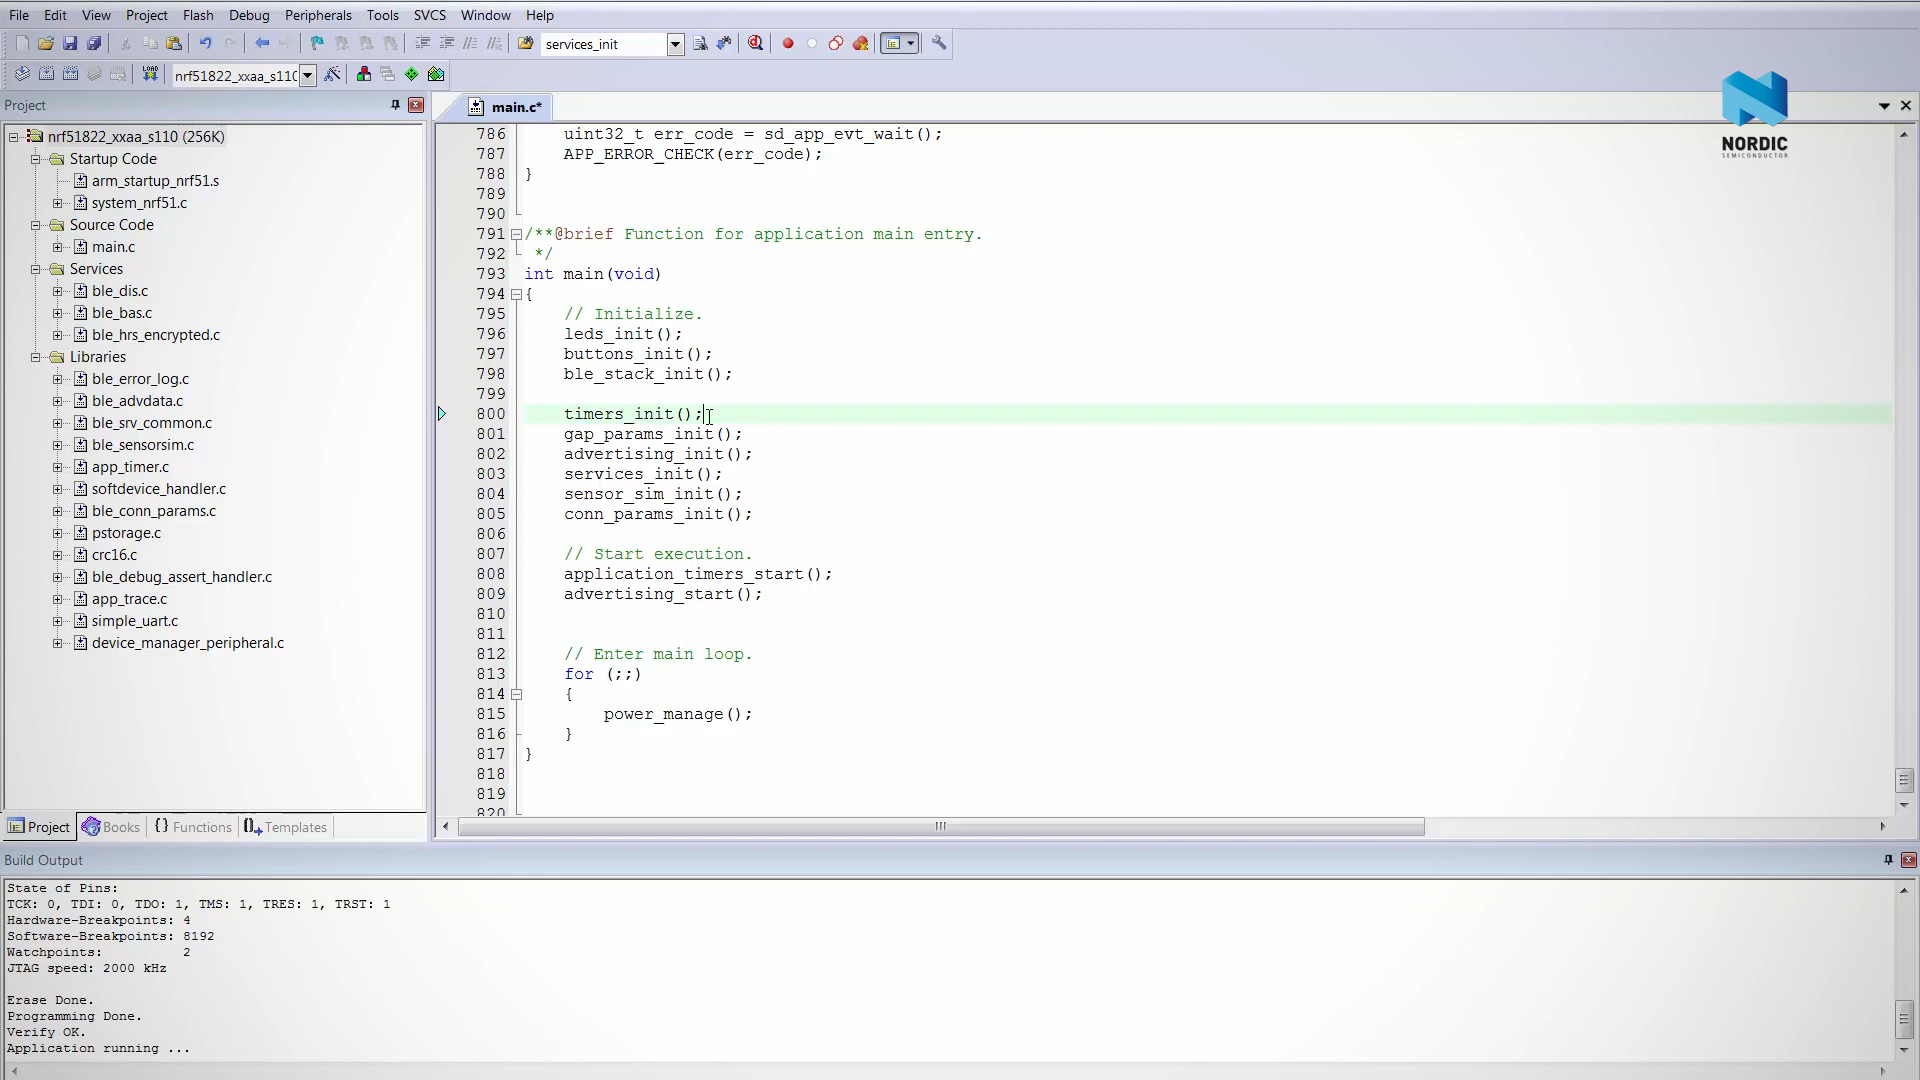 File Edit View Project Flash Debug Peripherals Tools SVCS Window Help
services_init
nrf51822_xxaa_s110
Project
main.c*
NORDIC
SEMICONDUCTOR
nrf51822_xxaa_s110 (256K)
Startup Code
arm_startup_nrf51.s
system_nrf51.c
Source Code
main.c
Services
ble_dis.c
ble_bas.c
ble_hrs_encrypted.c
Libraries
ble_error_log.c
ble_advdata.c
ble_srv_common.c
ble_sensorsim.c
app_timer.c
softdevice_handler.c
ble_conn_params.c
pstorage.c
crc16.c
ble_debug_assert_handler.c
app_trace.c
simple_uart.c
device_manager_peripheral.c
Project Books {} Functions Templates
786 uint32_t err_code = sd_app_evt_wait();
787 APP_ERROR_CHECK(err_code);
788 }
789
790
791 /**@brief Function for application main entry.
792 */
793 int main(void)
794 {
795 // Initialize.
796 leds_init();
797 buttons_init();
798 ble_stack_init();
799
800 timers_init();
801 gap_params_init();
802 advertising_init();
803 services_init();
804 sensor_sim_init();
805 conn_params_init();
806
807 // Start execution.
808 application_timers_start();
809 advertising_start();
810
811
812 // Enter main loop.
813 for (;;)
814 {
815 power_manage();
816 }
817 }
818
819
820
Build Output
State of Pins:
TCK: 0, TDI: 0, TDO: 1, TMS: 1, TRES: 1, TRST: 1
Hardware-Breakpoints: 4
Software-Breakpoints: 8192
Watchpoints: 2
JTAG speed: 2000 kHz
Erase Done.
Programming Done.
Verify OK.
Application running ...